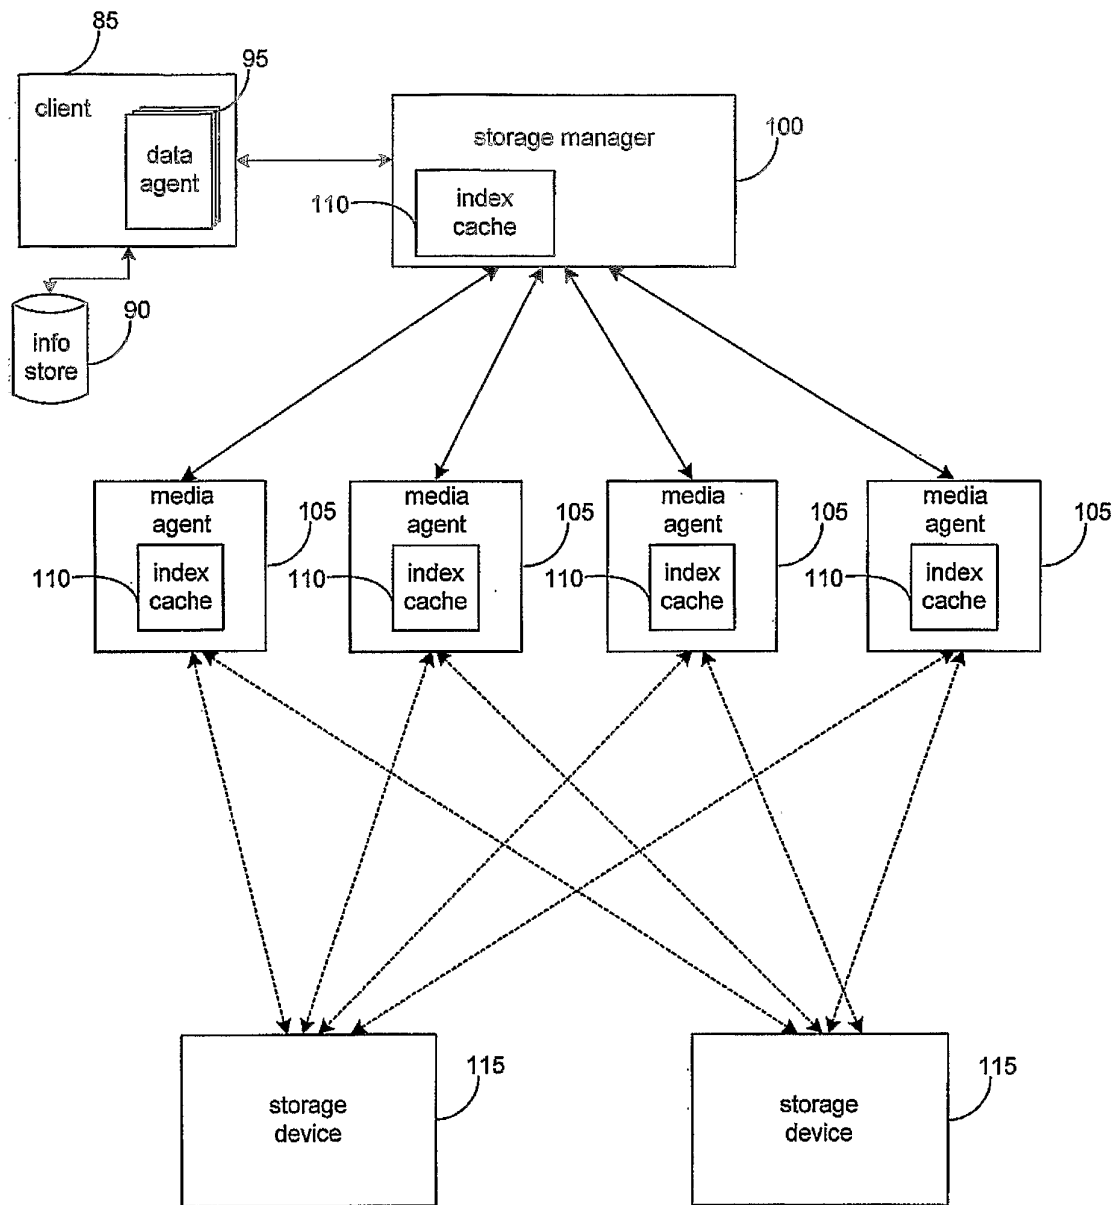 85
95
client
data
agent
storage manager
100
110
index
cache
90
info
store
media
agent
105
110
index
cache
media
agent
105
110
index
cache
media
agent
105
110
index
cache
media
agent
105
110
index
cache
storage
device
115
storage
device
115